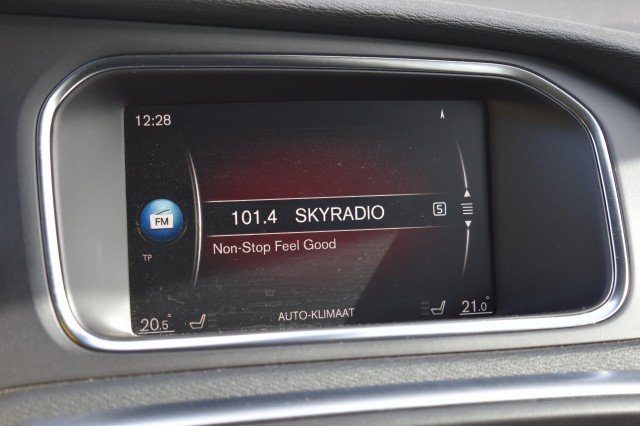 12:28
FM
101.4 SKYRADIO 5
Non-Stop Feel Good
TP
20.5° AUTO-KLIMAAT 21.0°